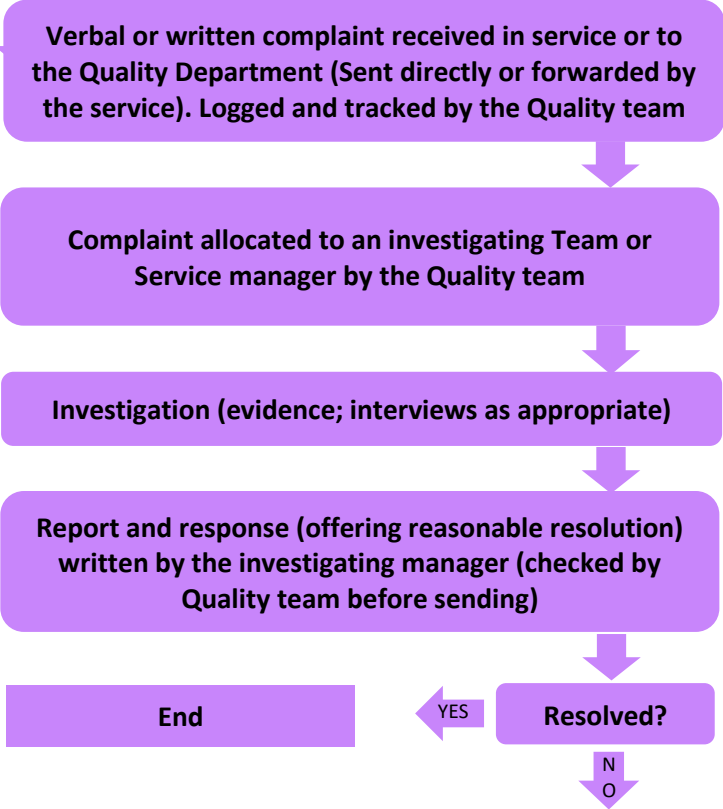 Verbal or written complaint received in service or to
the Quality Department (Sent directly or forwarded by
the service). Logged and tracked by the Quality team
Complaint allocated to an investigating Team or
Service manager by the Quality team
Investigation (evidence; interviews as appropriate)
Report and response (offering reasonable resolution)
written by the investigating manager (checked by
Quality team before sending)
End
YES
Resolved?
N
O